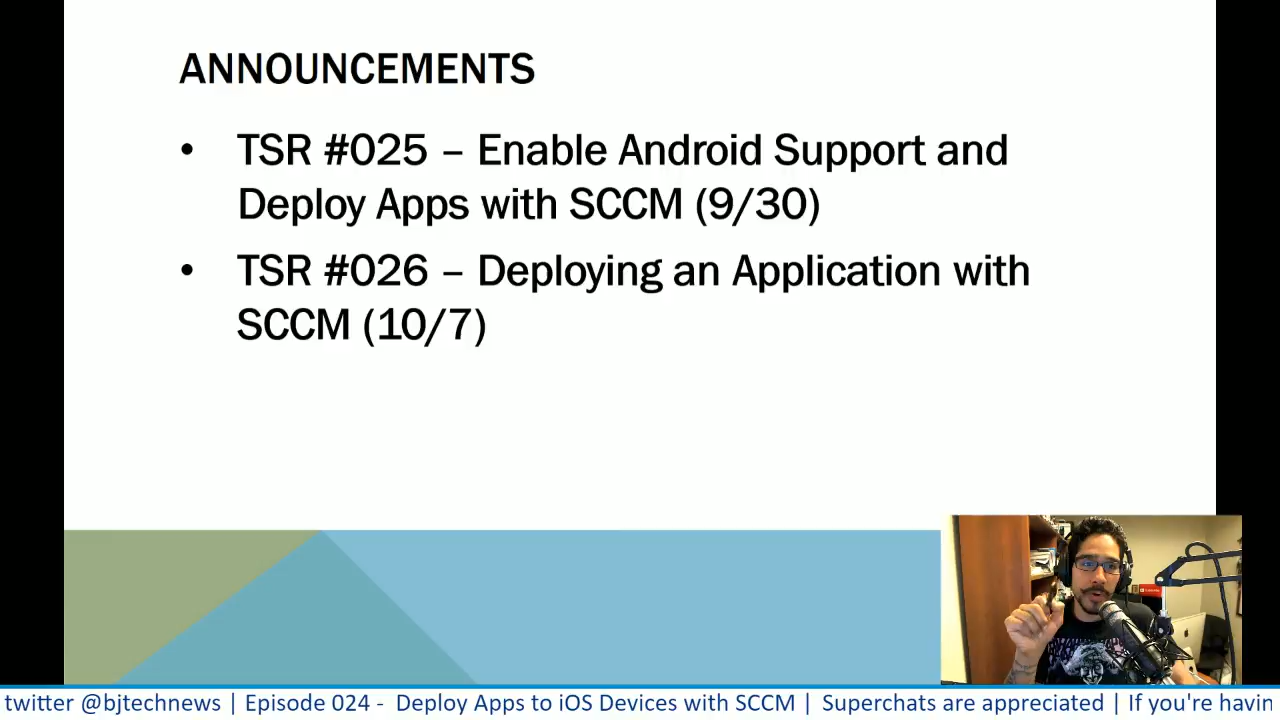 ANNOUNCEMENTS
• TSR #025 – Enable Android Support and
Deploy Apps with SCCM (9/30)
• TSR #026 – Deploying an Application with
SCCM (10/7)
twitter @bjtechnews | Episode 024 - Deploy Apps to iOS Devices with SCCM | Superchats are appreciated | If you're havin